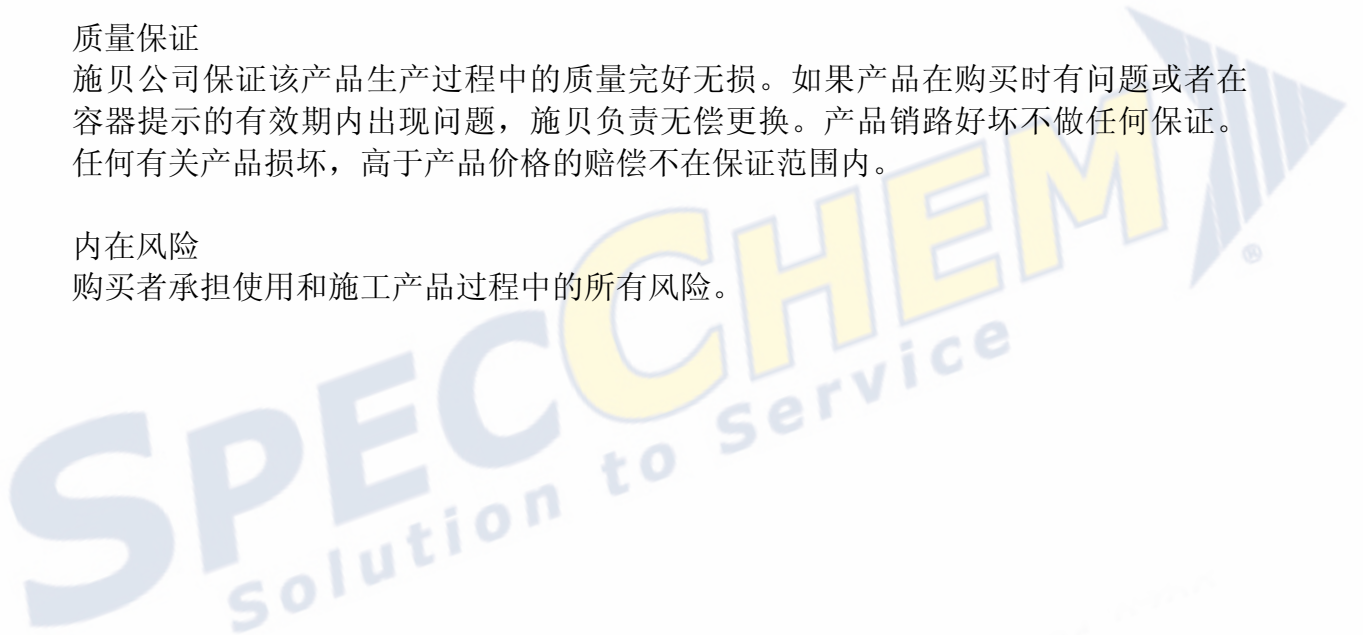 质量保证
施贝公司保证该产品生产过程中的质量完好无损。如果产品在购买时有问题或者在
容器提示的有效期内出现问题，施贝负责无偿更换。产品销路好坏不做任何保证。
任何有关产品损坏，高于产品价格的赔偿不在保证范围内。
内在风险
购买者承担使用和施工产品过程中的所有风险。
SPECCHEM®
Solution to Service